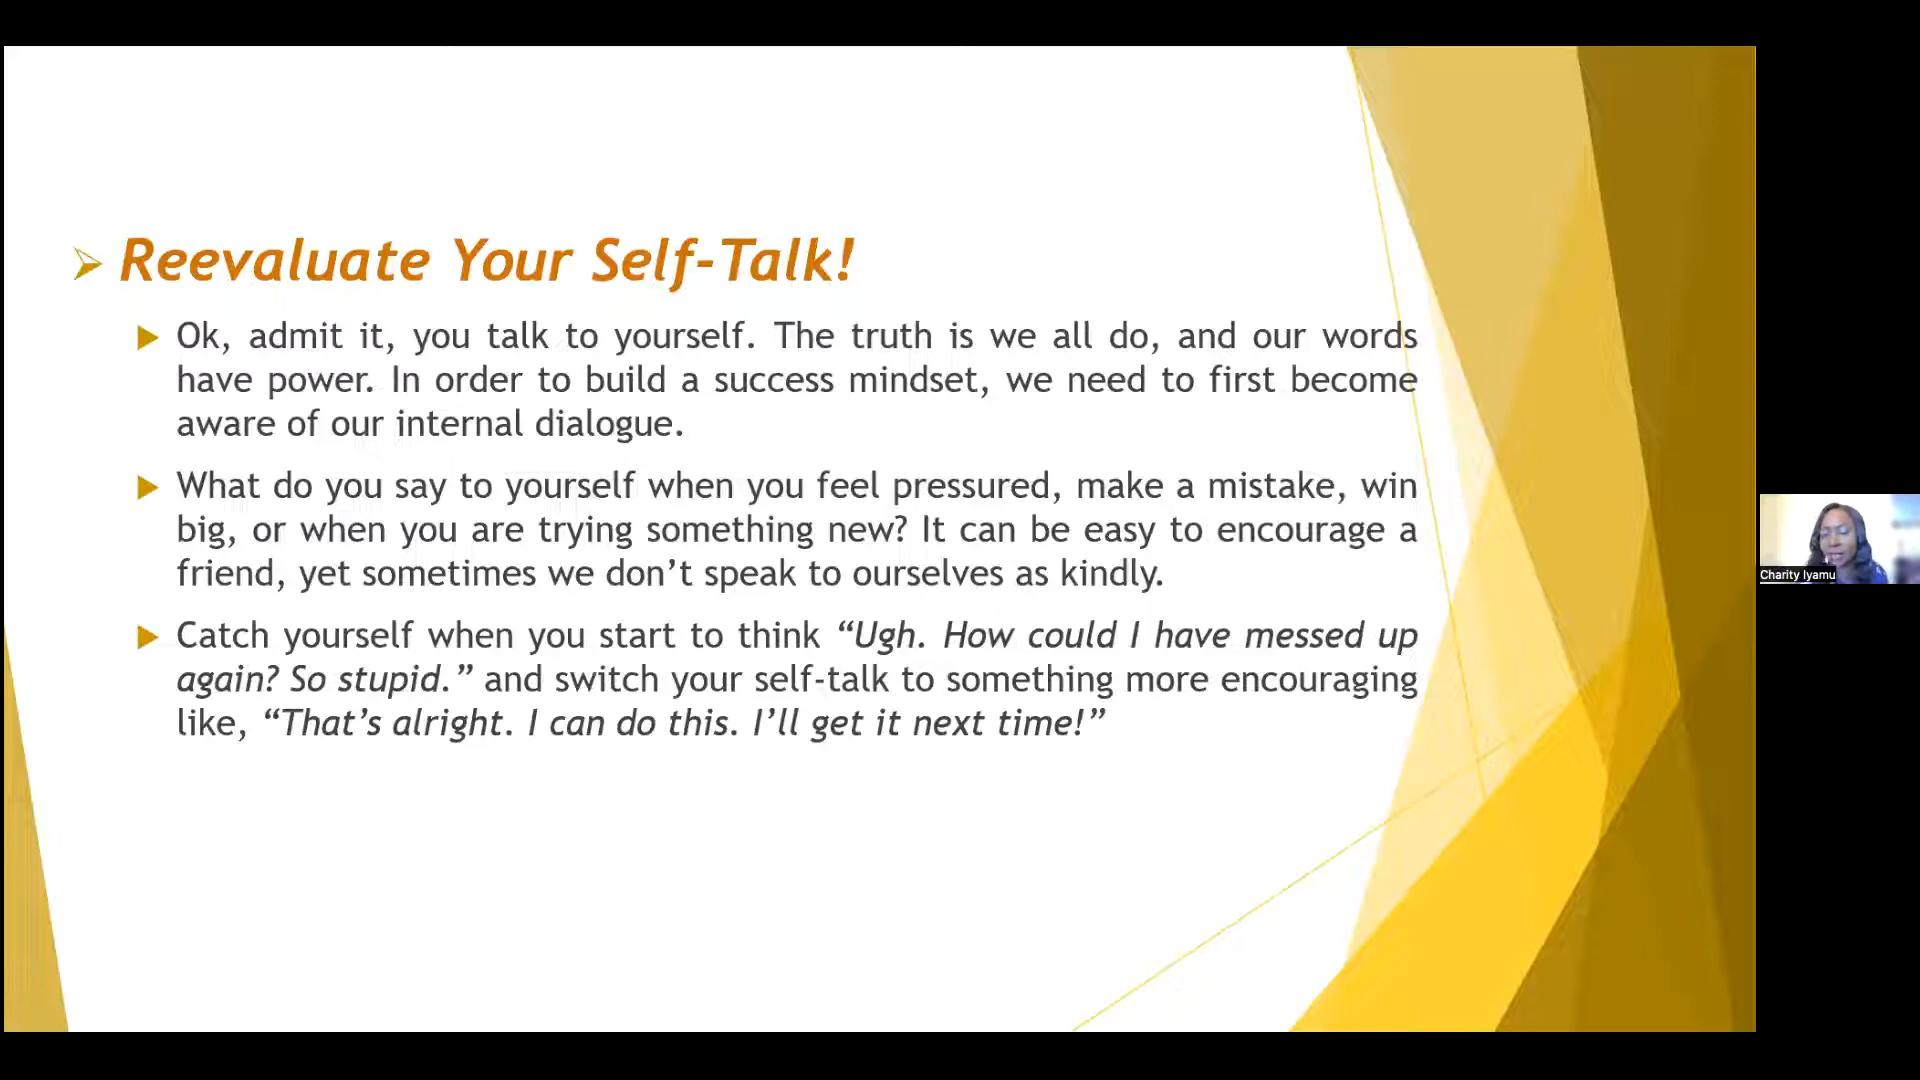 Reevaluate Your Self-Talk!
Ok, admit it, you talk to yourself. The truth is we all do, and our words
have power. In order to build a success mindset, we need to first become
aware of our internal dialogue.
What do you say to yourself when you feel pressured, make a mistake, win
big, or when you are trying something new? It can be easy to encourage a
friend, yet sometimes we don’t speak to ourselves as kindly.
Catch yourself when you start to think “Ugh. How could I have messed up
again? So stupid.” and switch your self-talk to something more encouraging
like, “That’s alright. I can do this. I’ll get it next time!”
Charity Iyamu